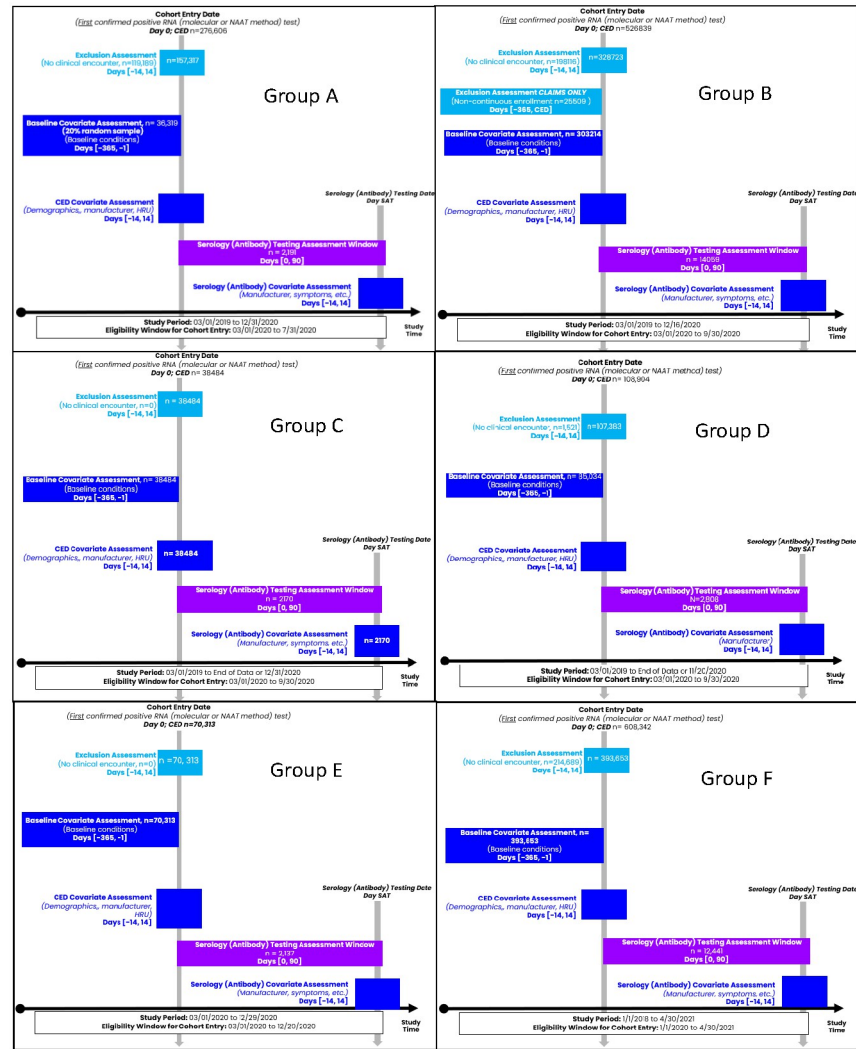 Cohort Entry Date
(First confirmed positive RNA (molecular or NAAT method) test)
Day 0; CED n=276,606
Exclusion Assessment
(No clinical encounter, n=119,189)
Days [-14, 14]
n=157,317
Group A
Baseline Covariate Assessment, n= 36,319
(20% random sample)
(Baseline conditions)
Days [-365, -1]
Serology (Antibody) Testing Date
Day SAT
CED Covariate Assessment
(Demographics,, manufacturer, HRU)
Days [-14, 14]
Serology (Antibody) Testing Assessment Window
n = 2,191
Days [0, 90]
Serology (Antibody) Covariate Assessment
(Manufacturer, symptoms, etc.)
Days [-14, 14]
Study Period: 03/01/2019 to 12/31/2020
Eligibility Window for Cohort Entry: 03/01/2020 to 7/31/2020
Study
Time
Cohort Entry Date
(First confirmed positive RNA (molecular or NAAT method) test)
Day 0; CED n=526839
Exclusion Assessment
(No clinical encounter, n=198116)
Days [-14, 14]
n=328723
Group B
Exclusion Assessment CLAIMS ONLY
(Non-continuous enrollment n=25509 )
Days [-365, CED]
Baseline Covariate Assessment, n= 303214
(Baseline conditions)
Days [-365, -1]
Serology (Antibody) Testing Date
Day SAT
CED Covariate Assessment
(Demographics,, manufacturer, HRU)
Days [-14, 14]
Serology (Antibody) Testing Assessment Window
n = 14059
Days [0, 90]
Serology (Antibody) Covariate Assessment
(Manufacturer, symptoms, etc.)
Days [-14, 14]
Study Period: 03/01/2019 to 12/16/2020
Eligibility Window for Cohort Entry: 03/01/2020 to 9/30/2020
Study
Time
Cohort Entry Date
(First confirmed positive RNA (molecular or NAAT method) test)
Day 0; CED n= 38484
Exclusion Assessment
(No clinical encounter, n=0)
Days [-14, 14]
n = 38484
Group C
Baseline Covariate Assessment, n= 38484
(Baseline conditions)
Days [-365, -1]
Serology (Antibody) Testing Date
Day SAT
CED Covariate Assessment
(Demographics,, manufacturer, HRU)
Days [-14, 14]
n= 38484
Serology (Antibody) Testing Assessment Window
n = 2170
Days [0, 90]
Serology (Antibody) Covariate Assessment
(Manufacturer, symptoms, etc.)
Days [-14, 14]
n= 2170
Study Period: 03/01/2019 to End of Data or 12/31/2020
Eligibility Window for Cohort Entry: 03/01/2020 to 9/30/2020
Study
Time
Cohort Entry Date
(First confirmed positive RNA (molecular or NAAT method) test)
Day 0; CED n= 108,904
Exclusion Assessment
(No clinical encounter, n=1,521)
Days [-14, 14]
n=107,383
Group D
Baseline Covariate Assessment, n=
(Baseline conditions)
Days [-365, -1]
Serology (Antibody) Testing Date
Day SAT
CED Covariate Assessment
(Demographics,, manufacturer, HRU)
Days [-14, 14]
Serology (Antibody) Testing Assessment Window
N=2,808
Days [0, 90]
Serology (Antibody) Covariate Assessment
(Manufacturer)
Days [-14, 14]
Study Period: 03/01/2019 to End of Data or 11/20/2020
Eligibility Window for Cohort Entry: 03/01/2020 to 9/30/2020
Study
Time
Cohort Entry Date
(First confirmed positive RNA (molecular or NAAT method) test)
Day 0; CED n=70,313
Exclusion Assessment
(No clinical encounter, n=0)
Days [-14, 14]
n =70, 313
Group E
Baseline Covariate Assessment, n=70,313
(Baseline conditions)
Days [-365, -1]
Serology (Antibody) Testing Date
Day SAT
CED Covariate Assessment
(Demographics,, manufacturer,
HRU)
Days [-14, 14]
Serology (Antibody) Testing Assessment Window
n = 2,137
Days [0, 90]
Serology (Antibody) Covariate Assessment
(Manufacturer, symptoms, etc.)
Days [-14, 14]
Study Period: 03/01/2020 to 12/29/2020
Eligibility Window for Cohort Entry: 03/01/2020 to 12/20/2020
Study
Time
Cohort Entry Date
(First confirmed positive RNA (molecular or NAAT method) test)
Day 0; CED n= 608,342
Exclusion Assessment
(No clinical encounter, n=214,689)
Days [-14, 14]
n = 393,653
Group F
Baseline Covariate Assessment, n=
393,653
(Baseline conditions)
Days [-365, -1]
Serology (Antibody) Testing Date
Day SAT
CED Covariate Assessment
(Demographics,, manufacturer, HRU)
Days [-14, 14]
Serology (Antibody) Testing Assessment Window
n = 12,441
Days [0, 90]
Serology (Antibody) Covariate Assessment
(Manufacturer, symptoms, etc.)
Days [-14, 14]
Study Period: 1/1/2018 to 4/30/2021
Eligibility Window for Cohort Entry: 1/1/2020 to 4/30/2021
Study
Time